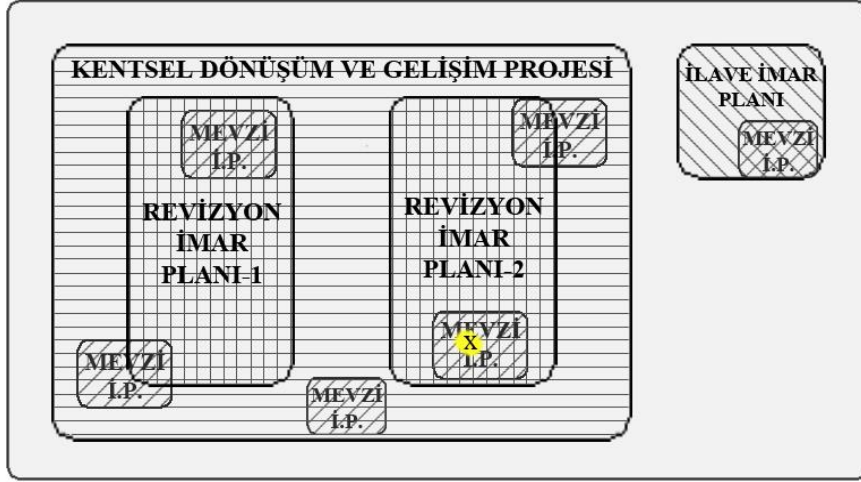 KENTSEL DÖNÜŞÜM VE GELİŞİM PROJESİ
MEVZİ
İ.P.
REVİZYON
İMAR
PLANI-1
MEVZİ
İ.P.
MEVZİ
İ.P.
REVİZYON
İMAR
PLANI-2
MEVZİ
X
İ.P.
MEVZİ
İ.P.
İLAVE İMAR
PLANI
MEVZİ
İ.P.